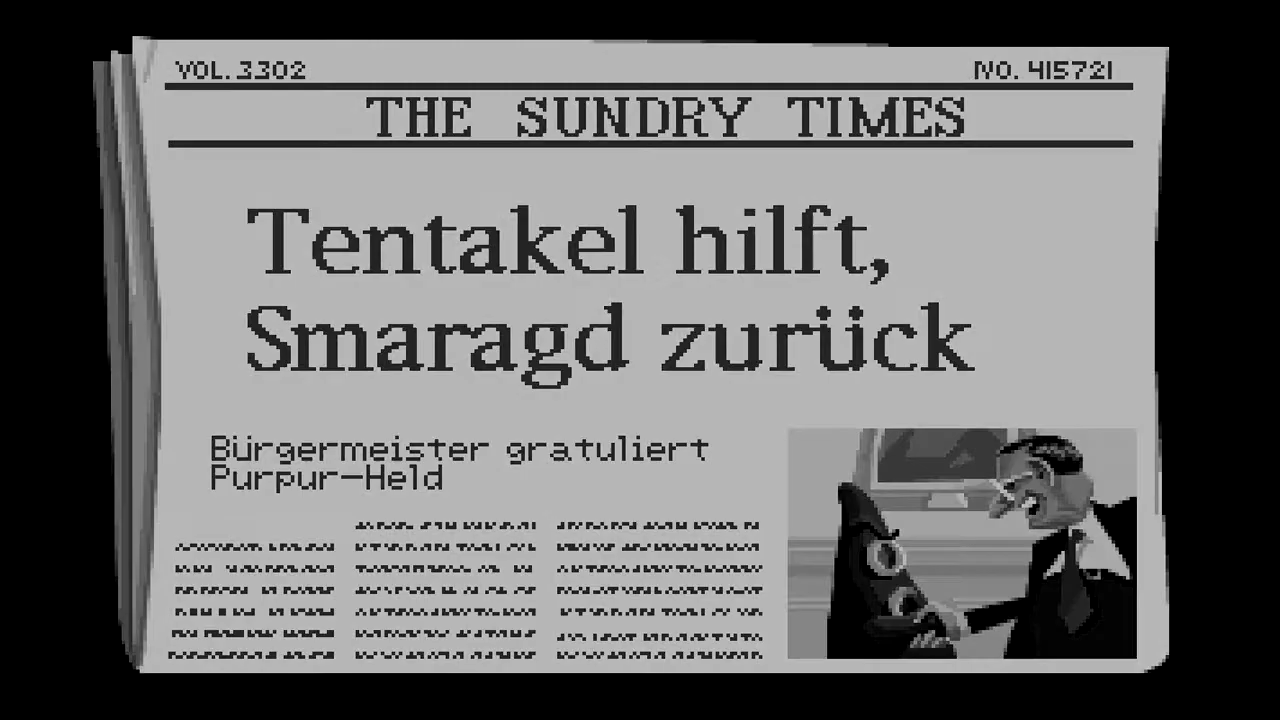 VOL. 3302
NO. 415721
THE SUNDRY TIMES
Tentakel hilft,
Smaragd zurück
Bürgermeister gratuliert
Purpur-Held